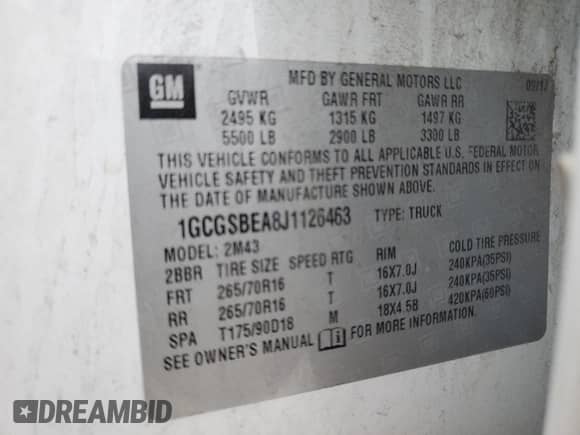 GM
MFD BY GENERAL MOTORS LLC 09/17
GVWR GAWR FRT GAWR RR
2495 KG 1315 KG 1497 KG
5500 LB 2900 LB 3300 LB
THIS VEHICLE CONFORMS TO ALL APPLICABLE U.S. FEDERAL MOTOR
VEHICLE SAFETY AND THEFT PREVENTION STANDARDS IN EFFECT ON
THE DATE OF MANUFACTURE SHOWN ABOVE.
1GCGSBEA8J1126463 TYPE: TRUCK
MODEL: 2M43
2BBR TIRE SIZE SPEED RTG RIM COLD TIRE PRESSURE
FRT 265/70R16 T 16X7.0J 240KPA(35PSI)
RR 265/70R16 T 16X7.0J 240KPA(35PSI)
SPA T175/90D18 M 18X4.5B 420KPA(60PSI)
SEE OWNER'S MANUAL FOR MORE INFORMATION.
DREAMBID